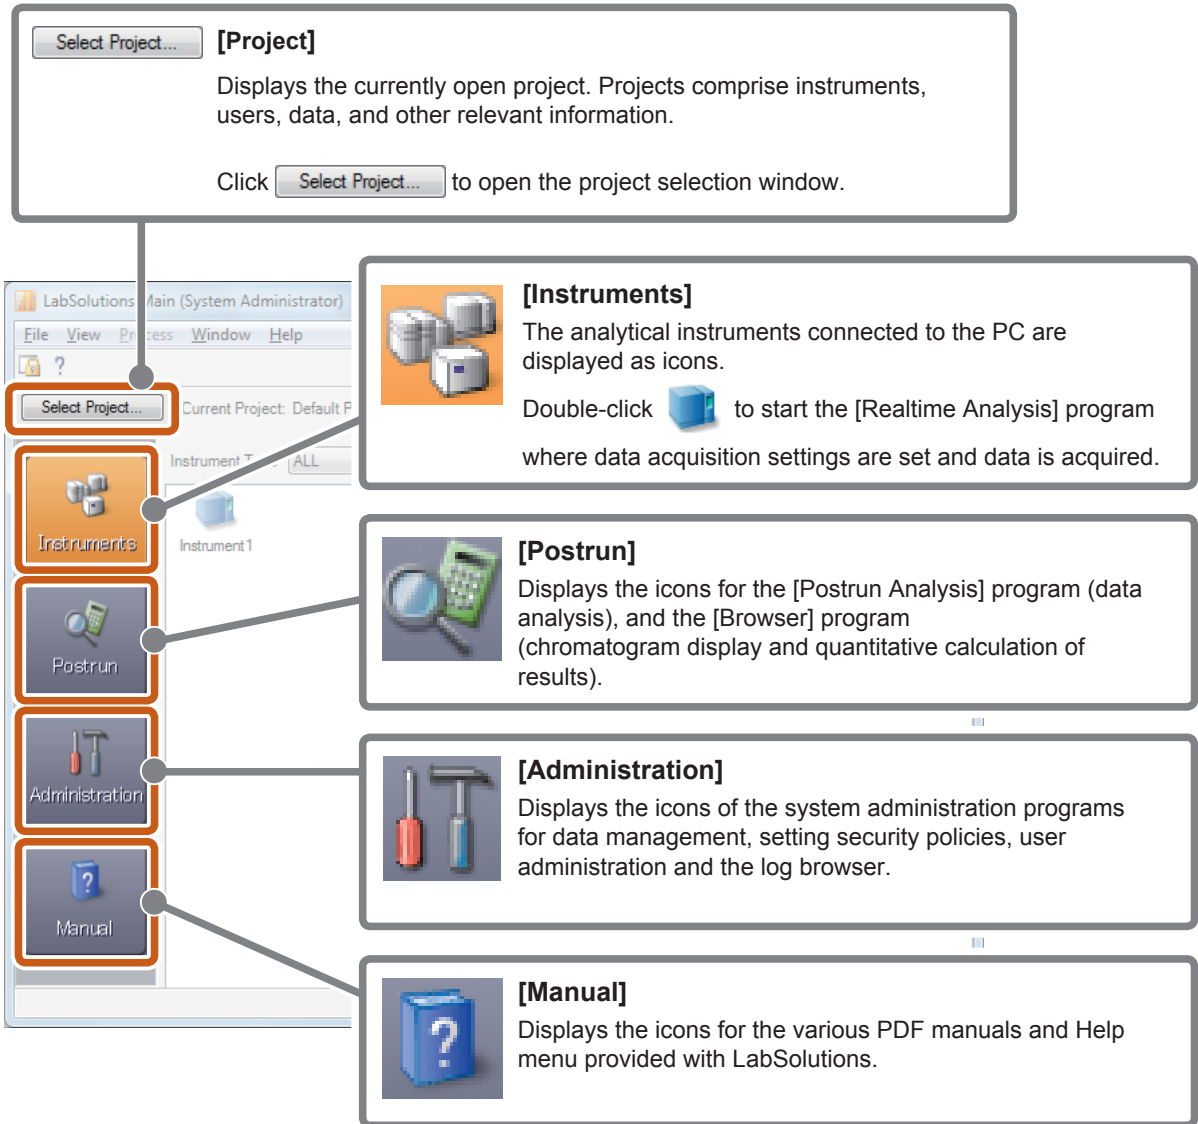 Select Project... [Project]
Displays the currently open project. Projects comprise instruments,
users, data, and other relevant information.
Click Select Project... to open the project selection window.
LabSolutions Main (System Administrator)
File View Process Window Help
?
Select Project... Current Project: Default P
Instrument T ALL
Instruments
Instrument1
Postrun
Administration
?
Manual
[Instruments]
The analytical instruments connected to the PC are
displayed as icons.
Double-click to start the [Realtime Analysis] program
where data acquisition settings are set and data is acquired.
[Postrun]
Displays the icons for the [Postrun Analysis] program (data
analysis), and the [Browser] program
(chromatogram display and quantitative calculation of
results).
[Administration]
Displays the icons of the system administration programs
for data management, setting security policies, user
administration and the log browser.
?
[Manual]
Displays the icons for the various PDF manuals and Help
menu provided with LabSolutions.